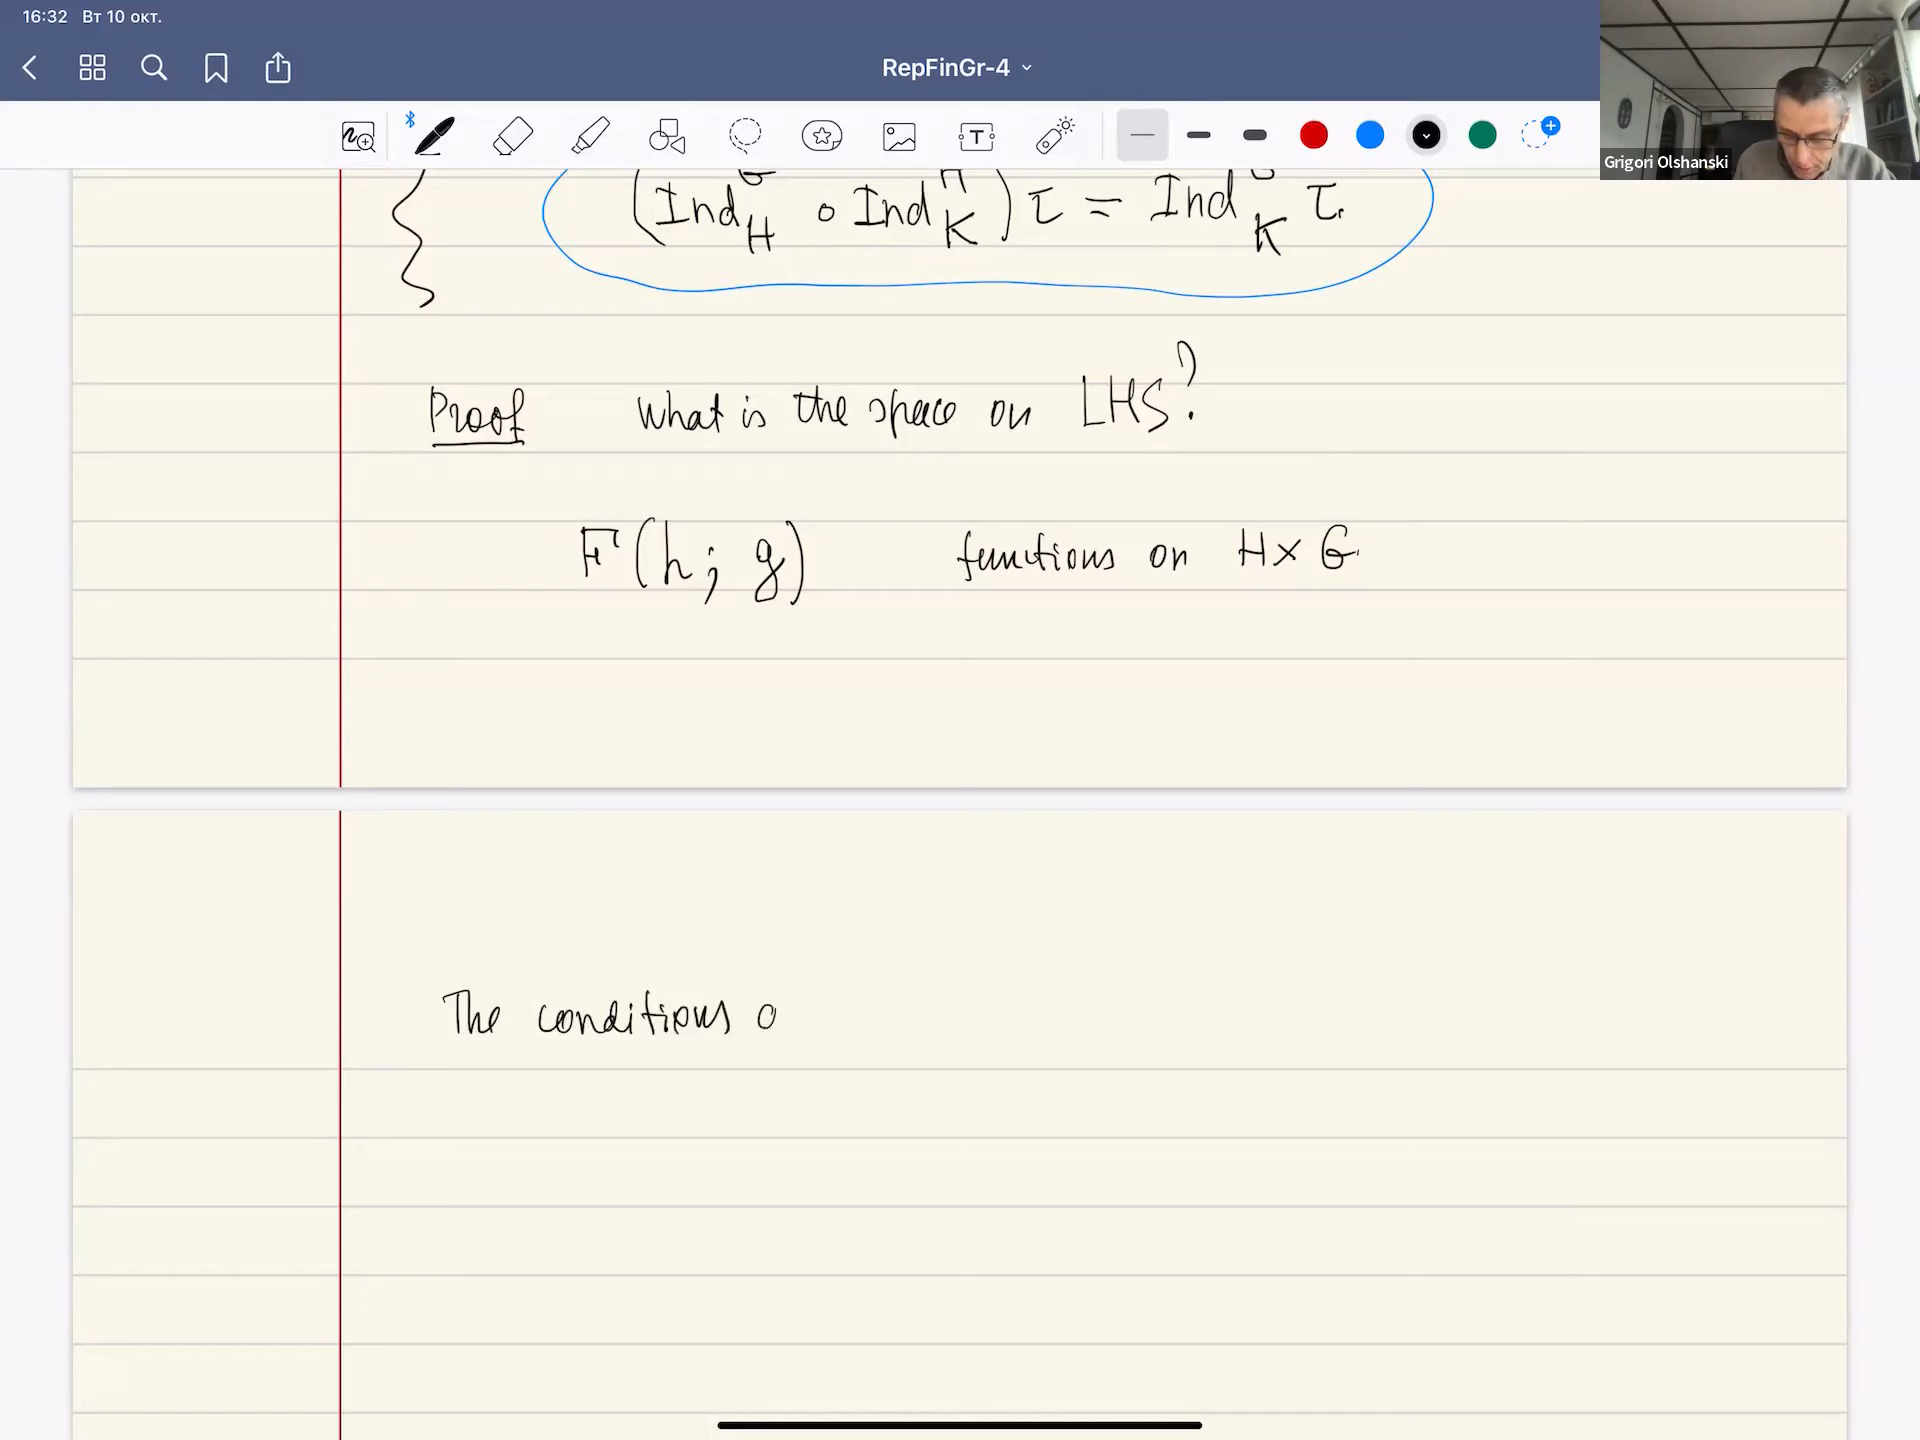 16:32 Вт 10 окт.
RepFinGr-4
Grigori Olshanski
(Ind_H^G ∘ Ind_K^H) τ = Ind_K^G τ.
Proof What is the space on LHS?
F(h; g) functions on H × G.
The conditions o